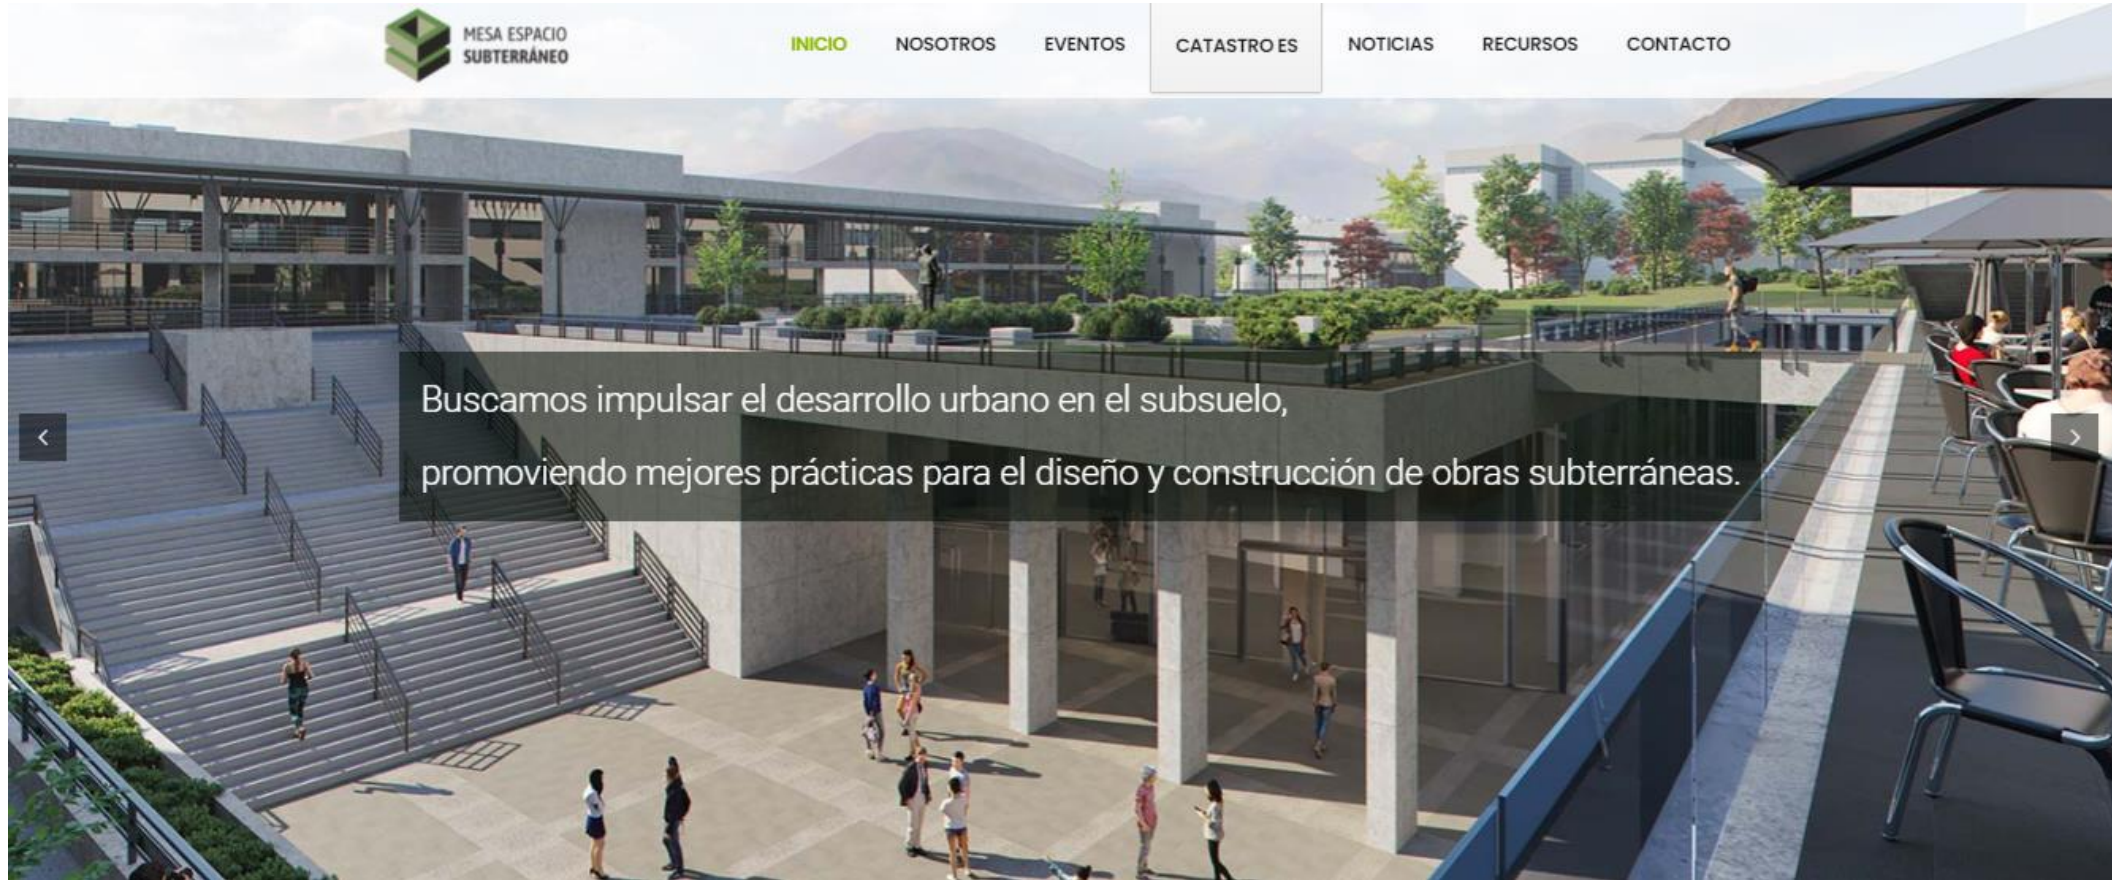 MESA ESPACIO
SUBTERRÁNEO
INICIO
NOSOTROS
EVENTOS
CATASTRO ES
NOTICIAS
RECURSOS
CONTACTO
Buscamos impulsar el desarrollo urbano en el subsuelo,
promoviendo mejores prácticas para el diseño y construcción de obras subterráneas.